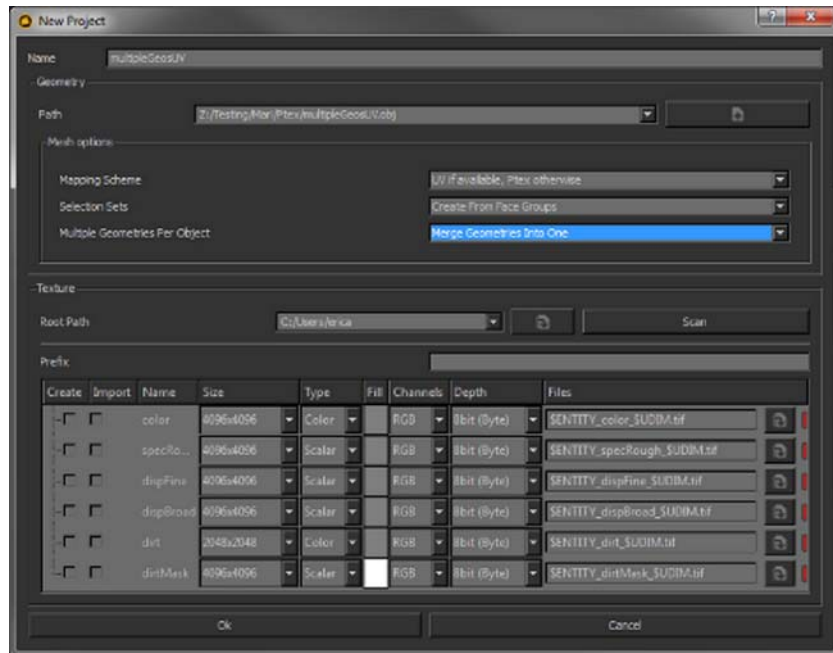 New Project
Name multipleGeosUV
Geometry
Path Z:/Testing/Mari/Ptex/multipleGeosUV.obj
Mesh options
Mapping Scheme UV if available, Ptex otherwise
Selection Sets Create From Face Groups
Multiple Geometries Per Object Merge Geometries Into One
Texture
Root Path C:/Users/erica Scan
Prefix
Create Import Name Size Type Fill Channels Depth Files
color 4096x4096 Color RGB 8bit (Byte) $ENTITY_color_$UDIM.tif
specRo... 4096x4096 Scalar RGB 8bit (Byte) $ENTITY_specRough_$UDIM.tif
dispFine 4096x4096 Scalar RGB 8bit (Byte) $ENTITY_dispFine_$UDIM.tif
dispBroad 4096x4096 Scalar RGB 8bit (Byte) $ENTITY_dispBroad_$UDIM.tif
dirt 2048x2048 Color RGB 8bit (Byte) $ENTITY_dirt_$UDIM.tif
dirtMask 4096x4096 Scalar RGB 8bit (Byte) $ENTITY_dirtMask_$UDIM.tif
Ok Cancel